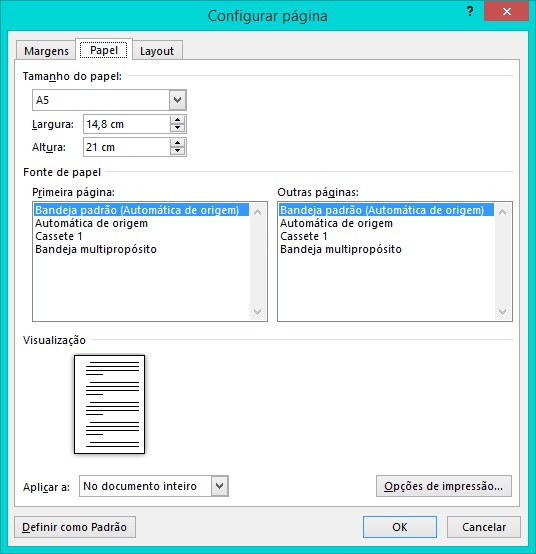 Configurar página
?
Margens
Papel
Layout
Tamanho do papel:
A5
Largura:
14,8 cm
Altura:
21 cm
Fonte de papel
Primeira página:
Bandeja padrão (Automática de origem)
Automática de origem
Cassete 1
Bandeja multipropósito
Outras páginas:
Bandeja padrão (Automática de origem)
Automática de origem
Cassete 1
Bandeja multipropósito
Visualização
Aplicar a:
No documento inteiro
Opções de impressão...
Definir como Padrão
OK
Cancelar